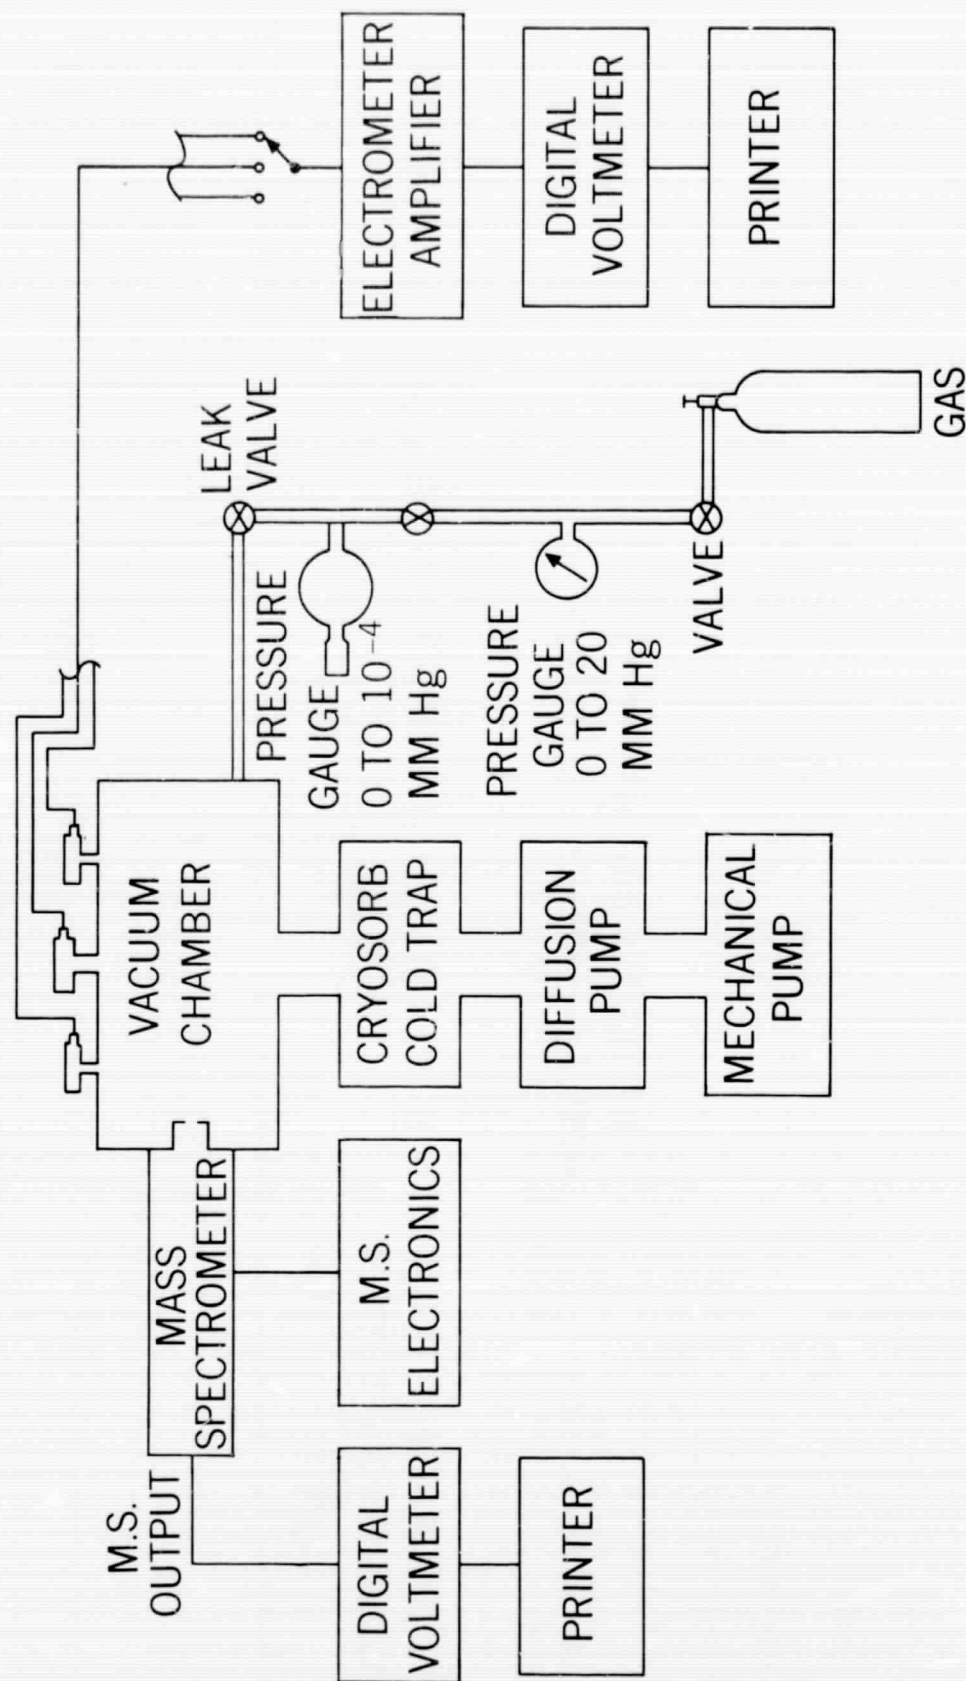 M.S.
OUTPUT
MASS
SPECTROMETER
VACUUM
CHAMBER
LEAK
VALVE
PRESSURE
GAUGE
0 TO 10⁻⁴
MM Hg
PRESSURE
GAUGE
0 TO 20
MM Hg
VALVE
GAS
ELECTROMETER
AMPLIFIER
DIGITAL
VOLTMETER
PRINTER
CRYOSORB
COLD TRAP
DIFFUSION
PUMP
MECHANICAL
PUMP
M.S.
ELECTRONICS
DIGITAL
VOLTMETER
PRINTER